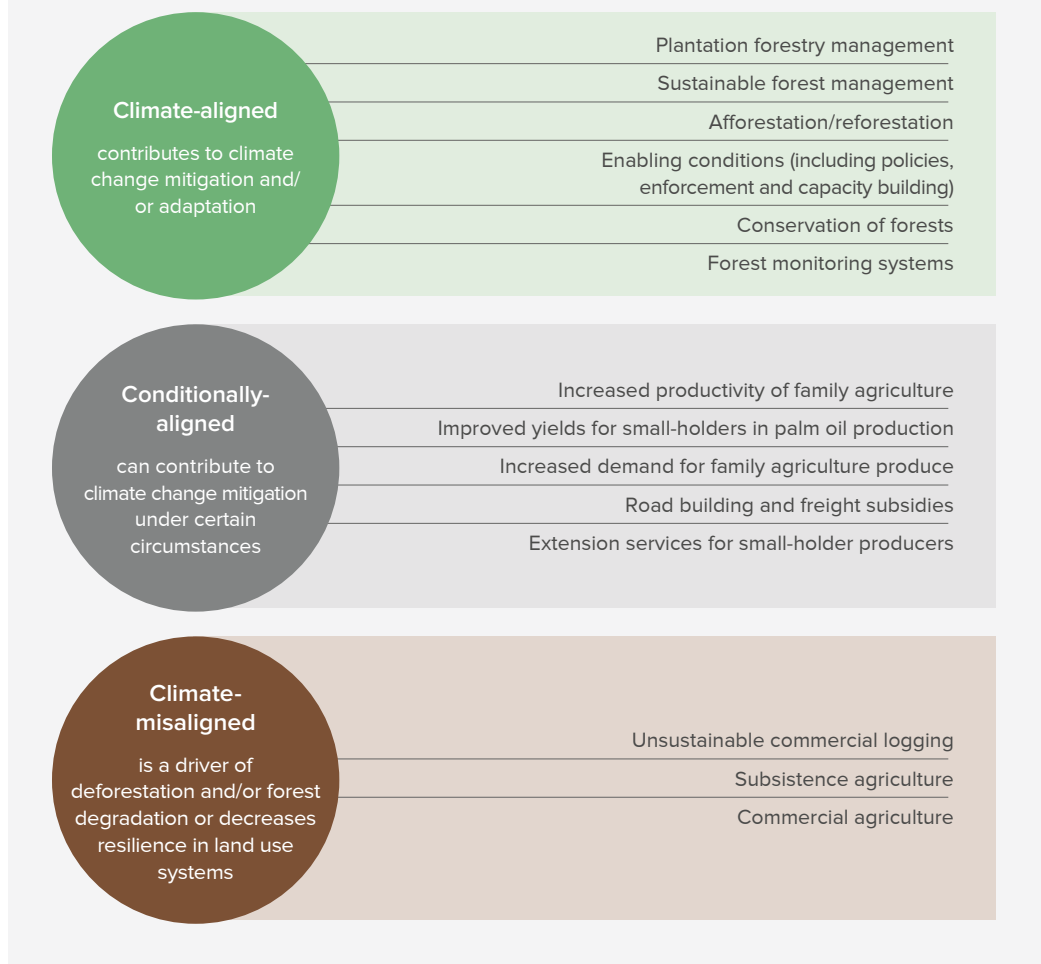 Climate-aligned
contributes to climate
change mitigation and/
or adaptation
Plantation forestry management
Sustainable forest management
Afforestation/reforestation
Enabling conditions (including policies,
enforcement and capacity building)
Conservation of forests
Forest monitoring systems
Conditionally-
aligned
can contribute to
climate change mitigation
under certain
circumstances
Increased productivity of family agriculture
Improved yields for small-holders in palm oil production
Increased demand for family agriculture produce
Road building and freight subsidies
Extension services for small-holder producers
Climate-
misaligned
is a driver of
deforestation and/or forest
degradation or decreases
resilience in land use
systems
Unsustainable commercial logging
Subsistence agriculture
Commercial agriculture